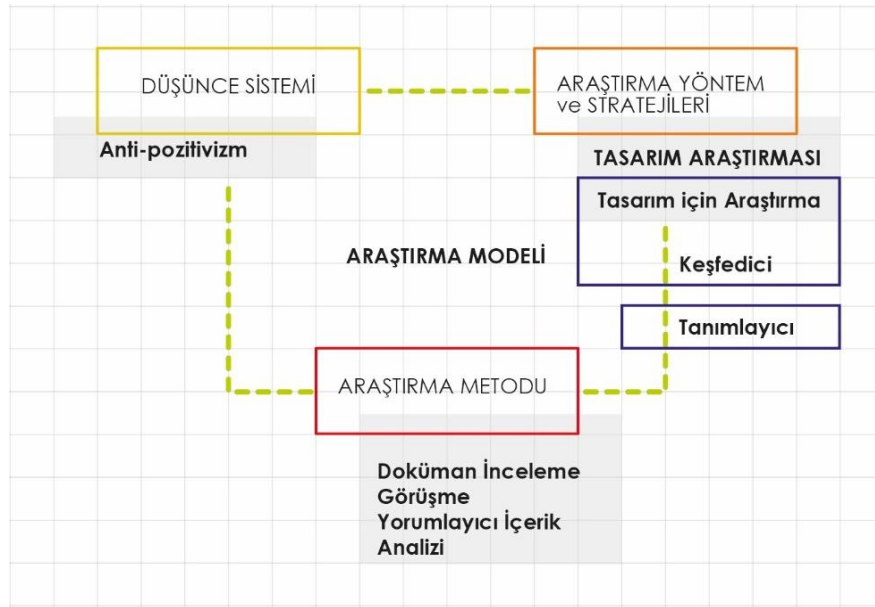 DÜŞÜNCE SİSTEMİ
ARAŞTIRMA YÖNTEM
ve STRATEJİLERİ
Anti-pozitivizm
TASARIM ARAŞTIRMASI
Tasarım için Araştırma
ARAŞTIRMA MODELİ
Keşfedici
Tanımlayıcı
ARAŞTIRMA METODU
Doküman İnceleme
Görüşme
Yorumlayıcı İçerik
Analizi